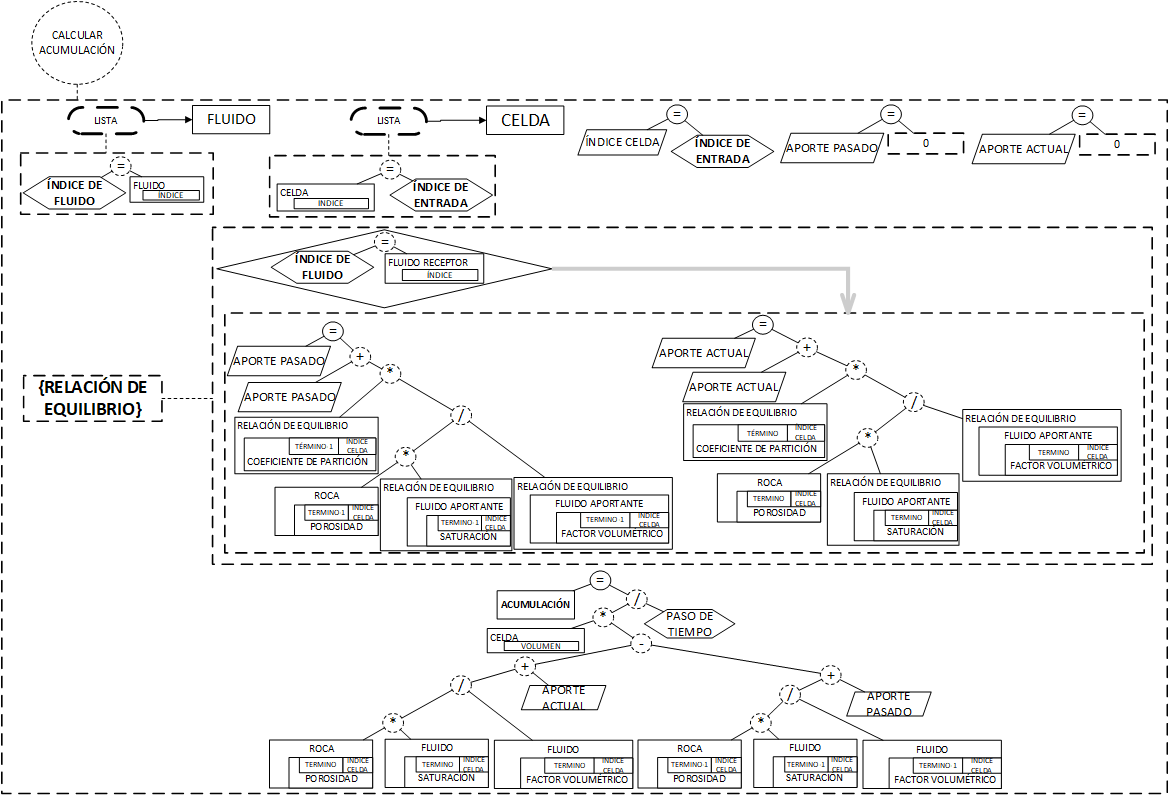 CALCULAR
ACUMULACIÓN
LISTA
FLUIDO
LISTA
CELDA
=
ÍNDICE CELDA
ÍNDICE DE
ENTRADA
=
APORTE PASADO
0
=
APORTE ACTUAL
0
=
ÍNDICE DE
FLUIDO
FLUIDO
ÍNDICE
=
CELDA
ÍNDICE
ÍNDICE DE
ENTRADA
=
ÍNDICE DE
FLUIDO
FLUIDO RECEPTOR
ÍNDICE
{RELACIÓN DE
EQUILIBRIO}
=
APORTE PASADO
+
APORTE PASADO
*
/
RELACIÓN DE EQUILIBRIO
TÉRMINO 1
ÍNDICE
CELDA
COEFICIENTE DE PARTICIÓN
*
ROCA
TERMINO 1
ÍNDICE
CELDA
POROSIDAD
RELACIÓN DE EQUILIBRIO
FLUIDO APORTANTE
TERMINO 1
ÍNDICE
CELDA
SATURACIÓN
RELACIÓN DE EQUILIBRIO
FLUIDO APORTANTE
TERMINO 1
ÍNDICE
CELDA
FACTOR VOLUMÉTRICO
=
APORTE ACTUAL
+
APORTE ACTUAL
*
/
RELACIÓN DE EQUILIBRIO
TÉRMINO
ÍNDICE
CELDA
COEFICIENTE DE PARTICIÓN
*
ROCA
TERMINO
ÍNDICE
CELDA
POROSIDAD
RELACIÓN DE EQUILIBRIO
FLUIDO APORTANTE
TERMINO
ÍNDICE
CELDA
SATURACIÓN
RELACIÓN DE EQUILIBRIO
FLUIDO APORTANTE
TERMINO
ÍNDICE
CELDA
FACTOR VOLUMÉTRICO
=
ACUMULACIÓN
/
*
PASO DE
TIEMPO
CELDA
VOLUMEN
-
+
/
APORTE
ACTUAL
*
+
/
APORTE
PASADO
*
ROCA
TERMINO
ÍNDICE
CELDA
POROSIDAD
FLUIDO
TERMINO
ÍNDICE
CELDA
SATURACIÓN
FLUIDO
TERMINO
ÍNDICE
CELDA
FACTOR VOLUMÉTRICO
ROCA
TERMINO 1
ÍNDICE
CELDA
POROSIDAD
FLUIDO
TERMINO 1
ÍNDICE
CELDA
SATURACIÓN
FLUIDO
TERMINO 1
ÍNDICE
CELDA
FACTOR VOLUMÉTRICO